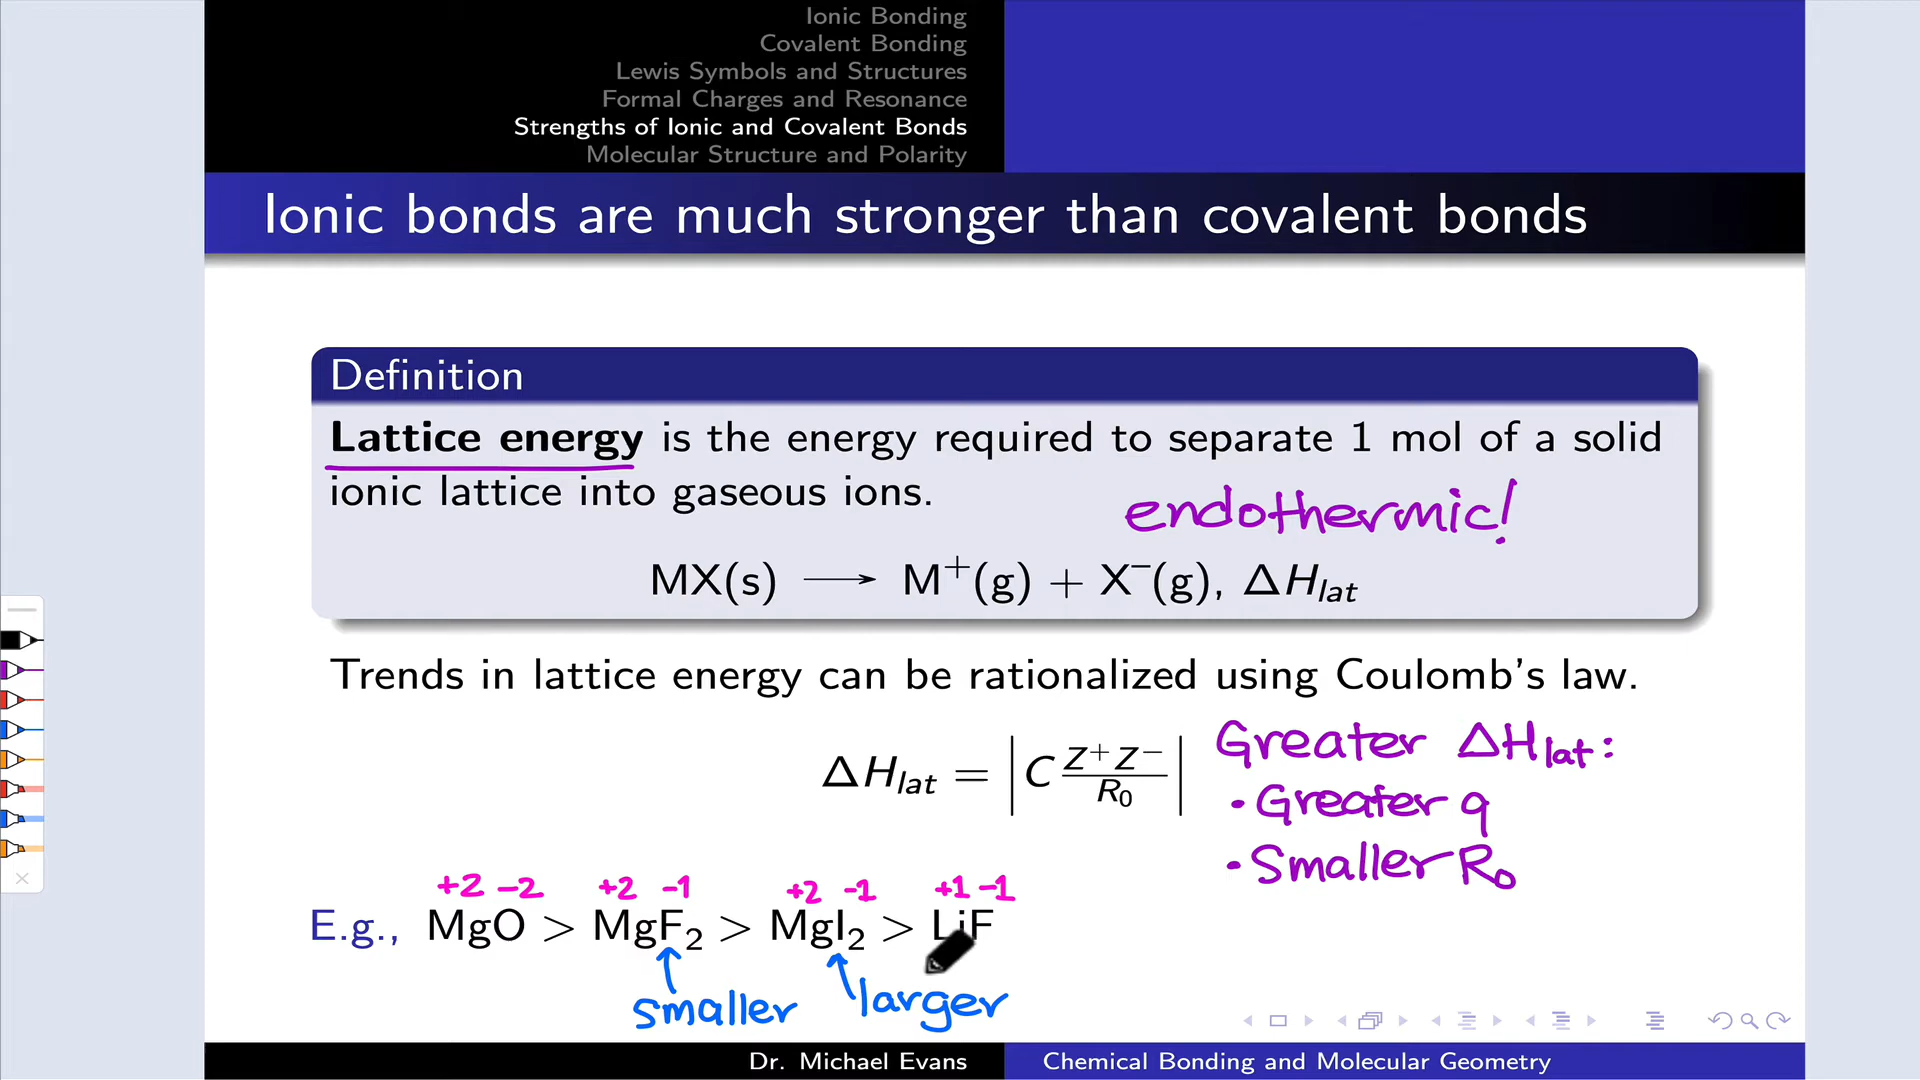 Ionic Bonding
Covalent Bonding
Lewis Symbols and Structures
Formal Charges and Resonance
Strengths of Ionic and Covalent Bonds
Molecular Structure and Polarity
Ionic bonds are much stronger than covalent bonds
Definition
Lattice energy is the energy required to separate 1 mol of a solid
ionic lattice into gaseous ions.
endothermic!
MX(s) ⟶ M⁺(g) + X⁻(g), ΔH_lat
Trends in lattice energy can be rationalized using Coulomb's law.
ΔH_lat = |C Z⁺Z⁻/R₀|
Greater ΔH_lat:
• Greater q
• Smaller R₀
+2 -2 +2 -1 +2 -1 +1 -1
E.g., MgO > MgF₂ > MgI₂ > LiF
smaller larger
Dr. Michael Evans Chemical Bonding and Molecular Geometry